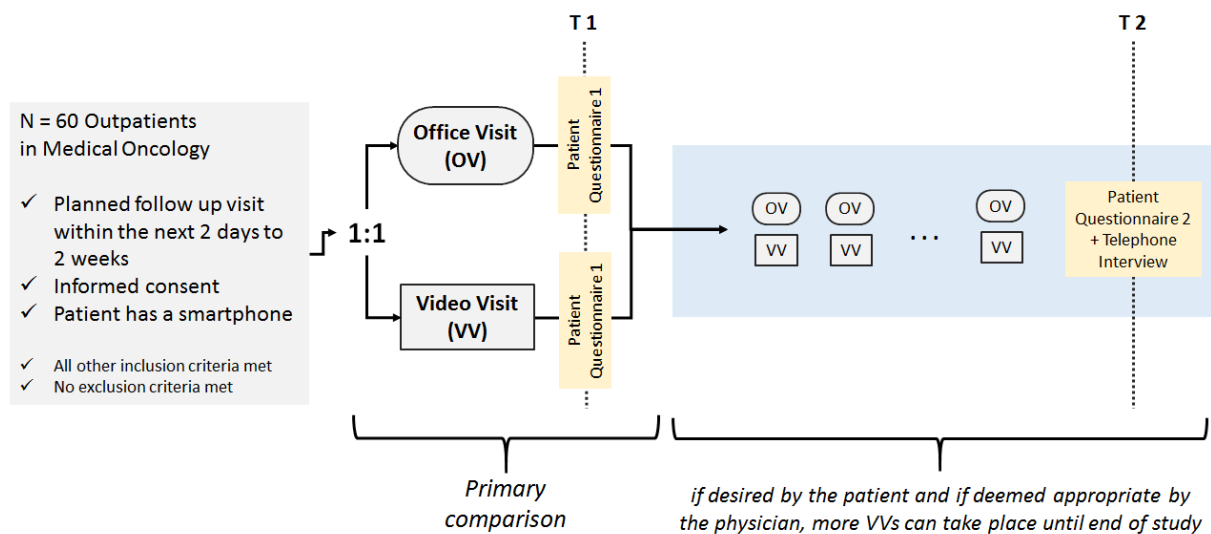 T 1
T 2
N = 60 Outpatients
in Medical Oncology
✓ Planned follow up visit
within the next 2 days to
2 weeks
✓ Informed consent
✓ Patient has a smartphone
✓ All other inclusion criteria met
✓ No exclusion criteria met
1:1
Office Visit
(OV)
Patient
Questionnaire 1
Video Visit
(VV)
Patient
Questionnaire 1
OV
OV
OV
VV
VV
...
VV
Patient
Questionnaire 2
+ Telephone
Interview
Primary
comparison
if desired by the patient and if deemed appropriate by
the physician, more VVs can take place until end of study